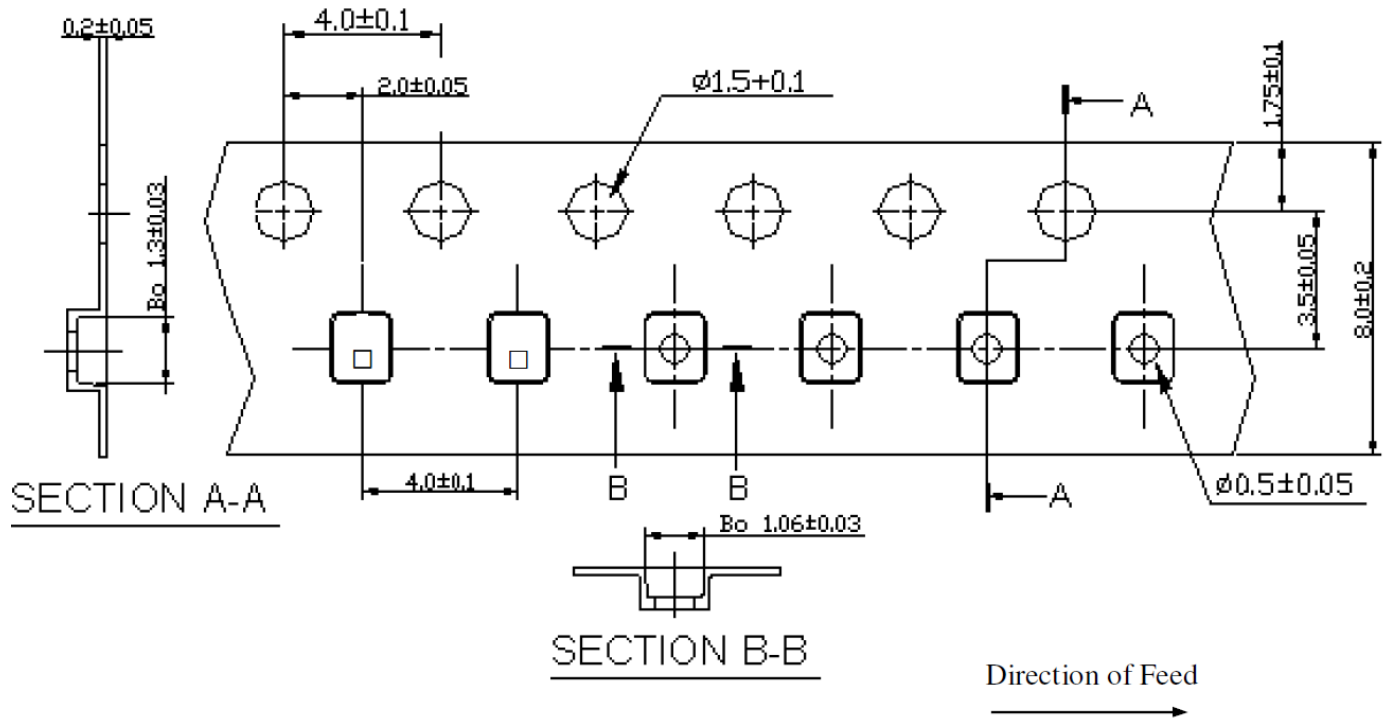 0.2±0.05
4.0±0.1
2.0±0.05
Ø1.5+0.1
A
1.75±0.1
Bo 1.3±0.03
3.5±0.05
8.0±0.2
4.0±0.1
B
B
A
Ø0.5±0.05
SECTION A-A
Bo 1.06±0.03
SECTION B-B
Direction of Feed